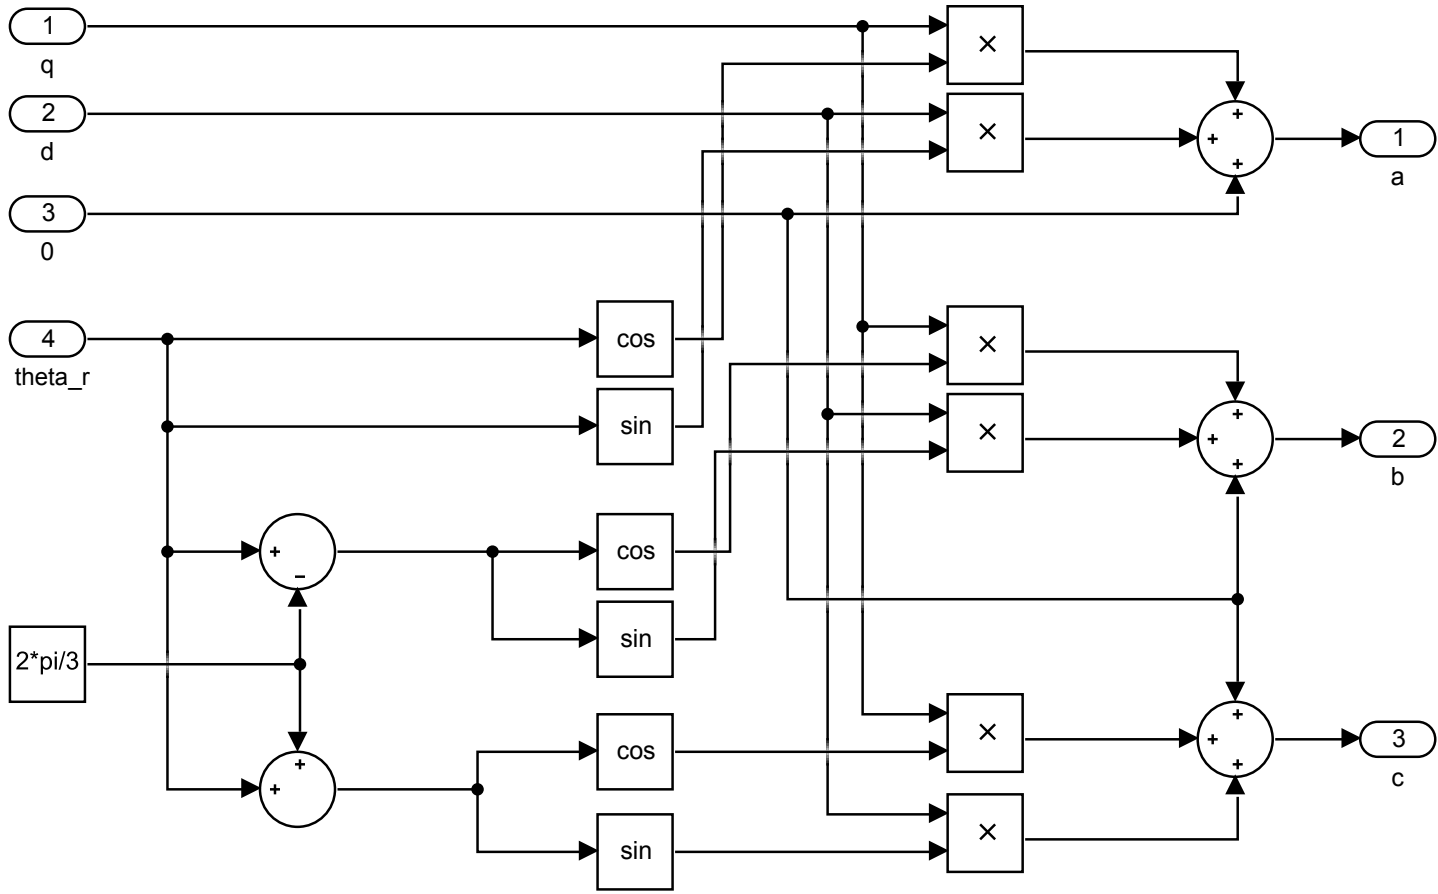 1
q
2
d
3
0
4
theta_r
2*pi/3
+
−
+
+
cos
sin
cos
sin
cos
sin
×
×
×
×
×
×
+
+
+
+
+
+
+
+
+
1
a
2
b
3
c